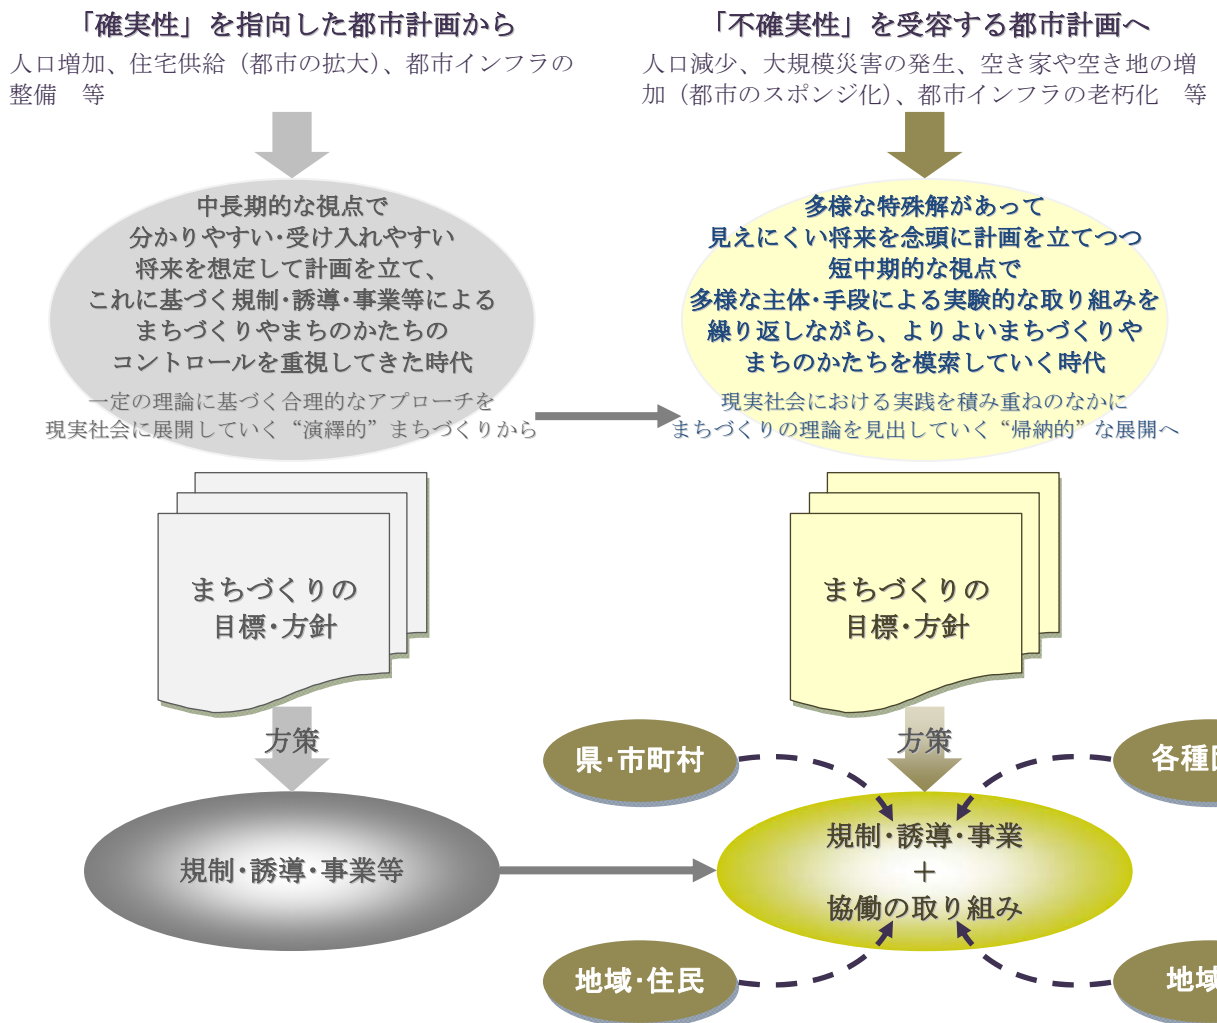 「確実性」を指向した都市計画から
人口増加、住宅供給（都市の拡大）、都市インフラの
整備　等
中長期的な視点で
分かりやすい・受け入れやすい
将来を想定して計画を立て、
これに基づく規制・誘導・事業等による
まちづくりやまちのかたちの
コントロールを重視してきた時代
一定の理論に基づく合理的なアプローチを
現実社会に展開していく“演繹的”まちづくりから
まちづくりの
目標・方針
方策
規制・誘導・事業等
「不確実性」を受容する都市計画へ
人口減少、大規模災害の発生、空き家や空き地の増
加（都市のスポンジ化）、都市インフラの老朽化　等
多様な特殊解があって
見えにくい将来を念頭に計画を立てつつ
短中期的な視点で
多様な主体・手段による実験的な取り組みを
繰り返しながら、よりよいまちづくりや
まちのかたちを模索していく時代
現実社会における実践を積み重ねのなかに
まちづくりの理論を見出していく“帰納的”な展開へ
まちづくりの
目標・方針
方策
県・市町村
各種
規制・誘導・事業
＋
協働の取り組み
地域・住民
地域